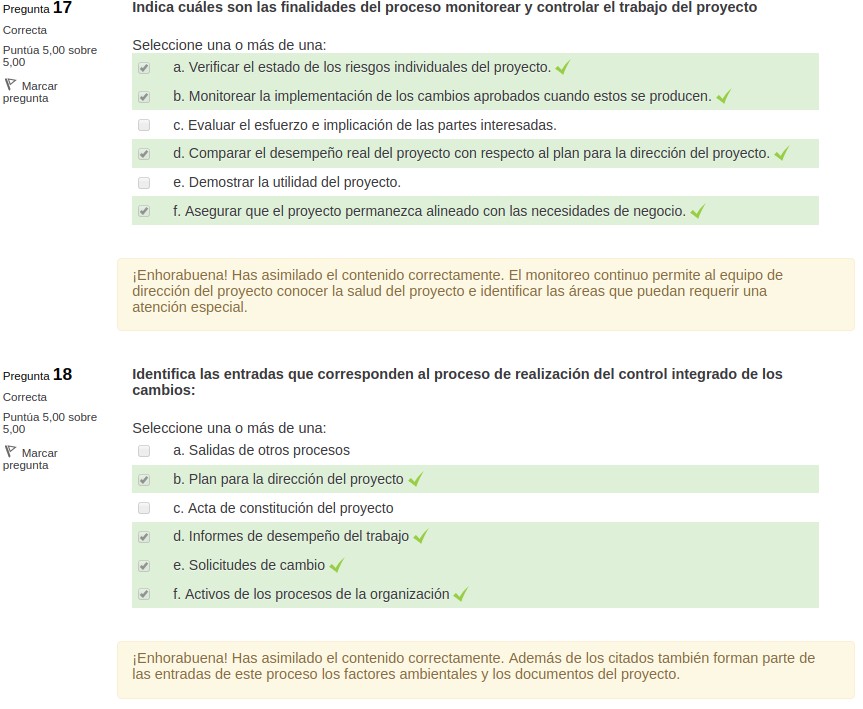 Pregunta 17
Correcta
Puntúa 5,00 sobre
5,00
Marcar
pregunta
Indica cuáles son las finalidades del proceso monitorear y controlar el trabajo del proyecto
Seleccione una o más de una:
a. Verificar el estado de los riesgos individuales del proyecto.
b. Monitorear la implementación de los cambios aprobados cuando estos se producen.
c. Evaluar el esfuerzo e implicación de las partes interesadas.
d. Comparar el desempeño real del proyecto con respecto al plan para la dirección del proyecto.
e. Demostrar la utilidad del proyecto.
f. Asegurar que el proyecto permanezca alineado con las necesidades de negocio.
¡Enhorabuena! Has asimilado el contenido correctamente. El monitoreo continuo permite al equipo de
dirección del proyecto conocer la salud del proyecto e identificar las áreas que puedan requerir una
atención especial.
Pregunta 18
Correcta
Puntúa 5,00 sobre
5,00
Marcar
pregunta
Identifica las entradas que corresponden al proceso de realización del control integrado de los
cambios:
Seleccione una o más de una:
a. Salidas de otros procesos
b. Plan para la dirección del proyecto
c. Acta de constitución del proyecto
d. Informes de desempeño del trabajo
e. Solicitudes de cambio
f. Activos de los procesos de la organización
¡Enhorabuena! Has asimilado el contenido correctamente. Además de los citados también forman parte de
las entradas de este proceso los factores ambientales y los documentos del proyecto.